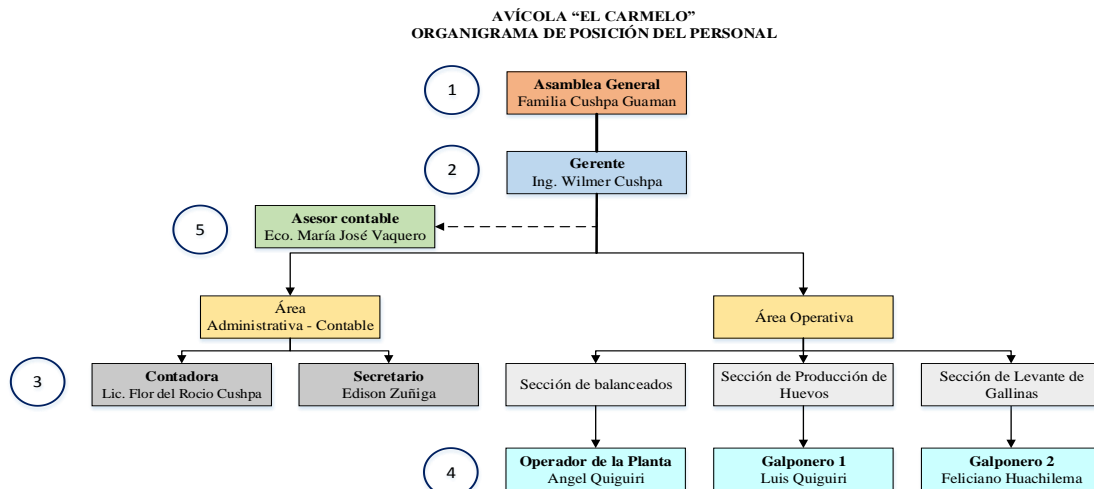 AVÍCOLA “EL CARMELO”
ORGANIGRAMA DE POSICIÓN DEL PERSONAL
1
Asamblea General
Familia Cushpa Guaman
2
Gerente
Ing. Wilmer Cushpa
5
Asesor contable
Eco. María José Vaquero
Área
Administrativa - Contable
Área Operativa
3
Contadora
Lic. Flor del Rocio Cushpa
Secretario
Edison Zuñiga
Sección de balanceados
Sección de Producción de
Huevos
Sección de Levante de
Gallinas
4
Operador de la Planta
Angel Quiguiri
Galponero 1
Luis Quiguiri
Galponero 2
Feliciano Huachilema